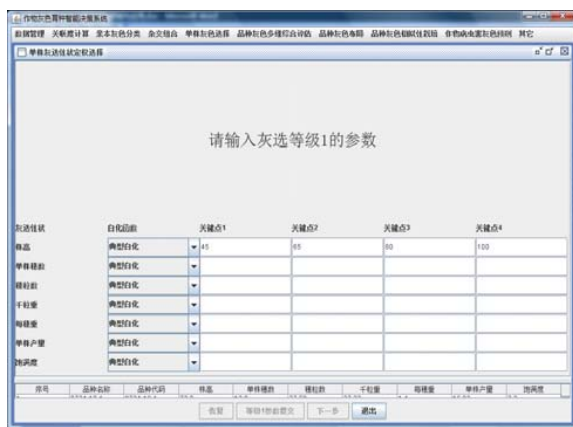 作物灰色育种智能决策系统
数据管理 关联度计算 亲本灰色分类 杂交组合 单株灰色选择 品种灰色多维综合评估 品种灰色布局 品种灰色模拟性栽培 作物病虫害灰色预测 其它
单株灰选性状定权选择
请输入灰选等级1的参数
灰选性状 白化函数 关键点1 关键点2 关键点3 关键点4
株高 典型白化 45 65 80 100
单株穗数 典型白化
穗粒数 典型白化
千粒重 典型白化
每穗重 典型白化
单株产量 典型白化
饱满度 典型白化
序号 品种名称 品种代码 株高 单株穗数 穗粒数 千粒重 每穗重 单株产量 饱满度
恢复 等级1参数提交 下一步 退出